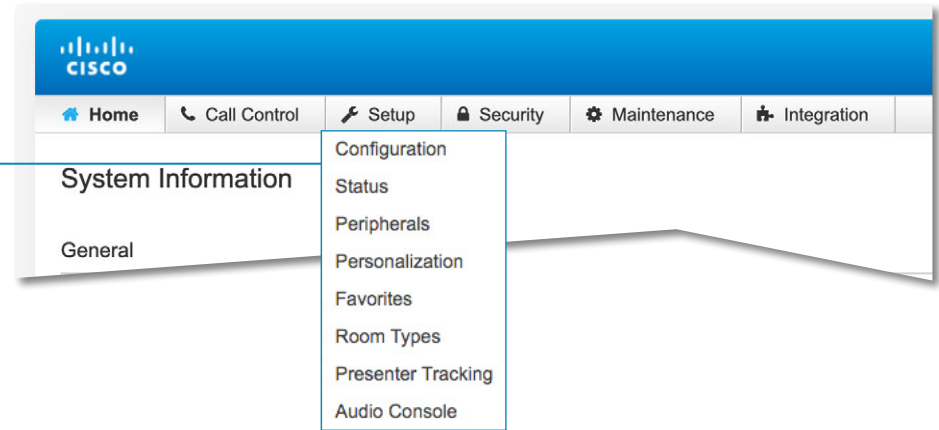 CISCO
Home Call Control Setup Security Maintenance Integration
Configuration
System Information
Status
Peripherals
General
Personalization
Favorites
Room Types
Presenter Tracking
Audio Console